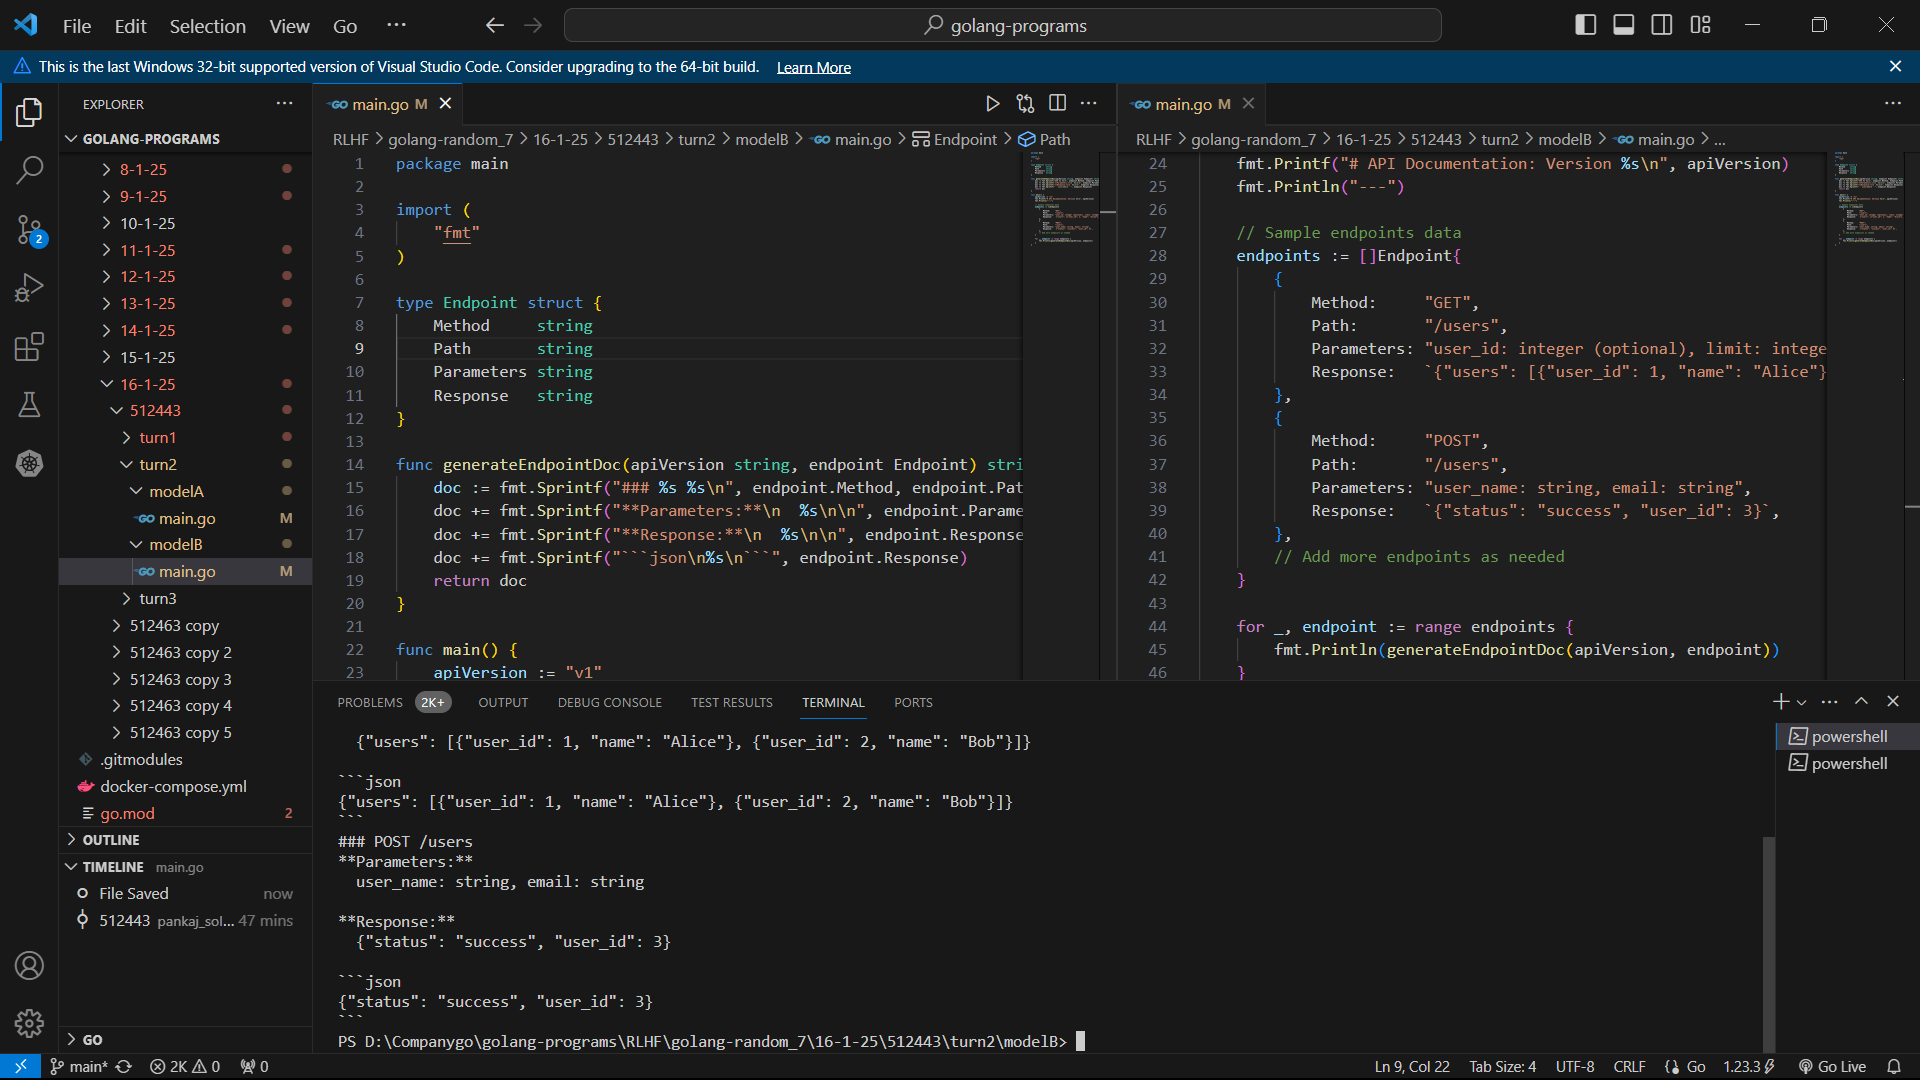 File Edit Selection View Go ··· golang-programs
This is the last Windows 32-bit supported version of Visual Studio Code. Consider upgrading to the 64-bit build. Learn More
EXPLORER
GOLANG-PROGRAMS
8-1-25
9-1-25
10-1-25
11-1-25
12-1-25
13-1-25
14-1-25
15-1-25
16-1-25
512443
turn1
turn2
modelA
main.go M
modelB
main.go M
turn3
512463 copy
512463 copy 2
512463 copy 3
512463 copy 4
512463 copy 5
.gitmodules
docker-compose.yml
go.mod 2
OUTLINE
TIMELINE main.go
File Saved now
512443 pankaj_sol... 47 mins
GO
main.go M
RLHF > golang-random_7 > 16-1-25 > 512443 > turn2 > modelB > main.go > Endpoint > Path
1 package main
2
3 import (
4 "fmt"
5 )
6
7 type Endpoint struct {
8 Method string
9 Path string
10 Parameters string
11 Response string
12 }
13
14 func generateEndpointDoc(apiVersion string, endpoint Endpoint) stri
15 doc := fmt.Sprintf("### %s %s\n", endpoint.Method, endpoint.Pat
16 doc += fmt.Sprintf("**Parameters:**\n  %s\n\n", endpoint.Parame
17 doc += fmt.Sprintf("**Response:**\n  %s\n\n", endpoint.Response
18 doc += fmt.Sprintf("```json\n%s\n```", endpoint.Response)
19 return doc
20 }
21
22 func main() {
23 apiVersion := "v1"
main.go M
RLHF > golang-random_7 > 16-1-25 > 512443 > turn2 > modelB > main.go > ...
24 fmt.Printf("# API Documentation: Version %s\n", apiVersion)
25 fmt.Println("---")
26
27 // Sample endpoints data
28 endpoints := []Endpoint{
29 {
30 Method: "GET",
31 Path: "/users",
32 Parameters: "user_id: integer (optional), limit: intege
33 Response: `{"users": [{"user_id": 1, "name": "Alice"}
34 },
35 {
36 Method: "POST",
37 Path: "/users",
38 Parameters: "user_name: string, email: string",
39 Response: `{"status": "success", "user_id": 3}`,
40 },
41 // Add more endpoints as needed
42 }
43
44 for _, endpoint := range endpoints {
45 fmt.Println(generateEndpointDoc(apiVersion, endpoint))
46 }
PROBLEMS 2K+ OUTPUT DEBUG CONSOLE TEST RESULTS TERMINAL PORTS
{"users": [{"user_id": 1, "name": "Alice"}, {"user_id": 2, "name": "Bob"}]}
```json
{"users": [{"user_id": 1, "name": "Alice"}, {"user_id": 2, "name": "Bob"}]}
```
### POST /users
**Parameters:**
user_name: string, email: string
**Response:**
{"status": "success", "user_id": 3}
```json
{"status": "success", "user_id": 3}
```
PS D:\Companygo\golang-programs\RLHF\golang-random_7\16-1-25\512443\turn2\modelB>
powershell
powershell
main* 2K 0 0 Ln 9, Col 22 Tab Size: 4 UTF-8 CRLF Go 1.23.3 Go Live